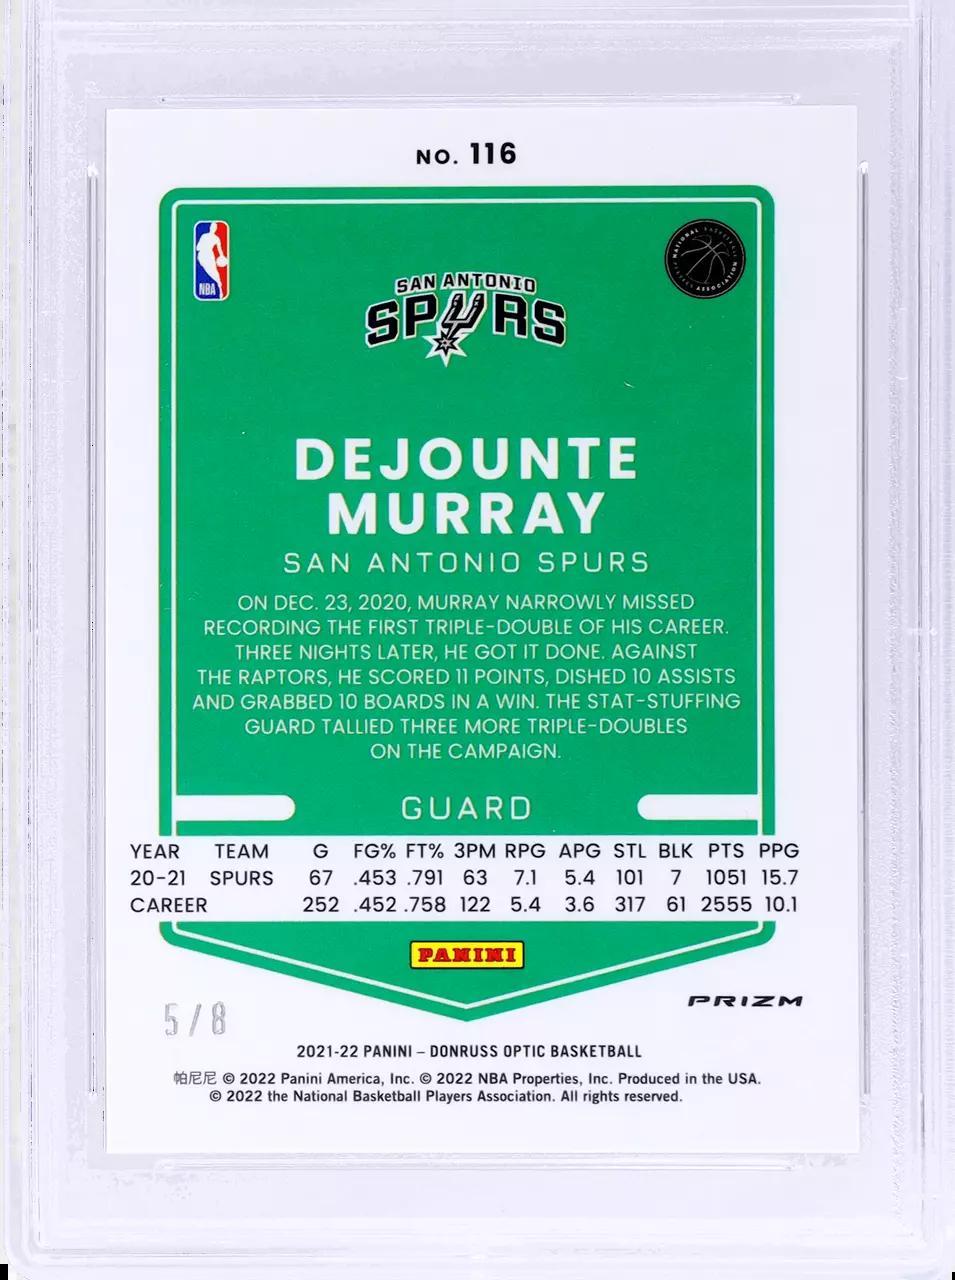 NO. 116
NBA
NATIONAL BASKETBALL
PLAYERS ASSOCIATION
SAN ANTONIO
SPURS
DEJOUNTE
MURRAY
SAN ANTONIO SPURS
ON DEC. 23, 2020, MURRAY NARROWLY MISSED
RECORDING THE FIRST TRIPLE-DOUBLE OF HIS CAREER.
THREE NIGHTS LATER, HE GOT IT DONE. AGAINST
THE RAPTORS, HE SCORED 11 POINTS, DISHED 10 ASSISTS
AND GRABBED 10 BOARDS IN A WIN. THE STAT-STUFFING
GUARD TALLIED THREE MORE TRIPLE-DOUBLES
ON THE CAMPAIGN.
GUARD
YEAR TEAM G FG% FT% 3PM RPG APG STL BLK PTS PPG
20-21 SPURS 67 .453 .791 63 7.1 5.4 101 7 1051 15.7
CAREER 252 .452 .758 122 5.4 3.6 317 61 2555 10.1
PANINI
PRIZM
5/8
2021-22 PANINI – DONRUSS OPTIC BASKETBALL
帕尼尼 © 2022 Panini America, Inc. © 2022 NBA Properties, Inc. Produced in the USA.
© 2022 the National Basketball Players Association. All rights reserved.